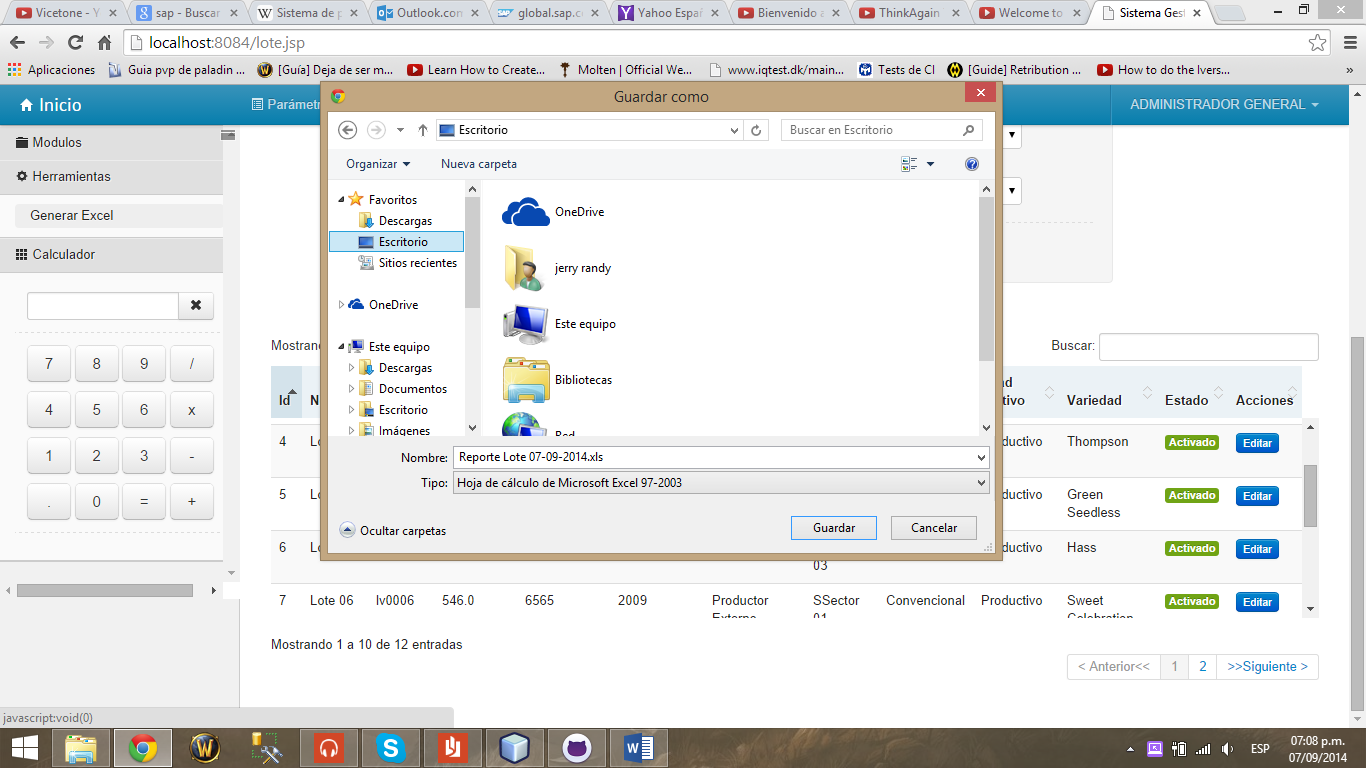 Vicetone - Y
sap - Buscar
Sistema de p
Outlook.com
global.sap.c
Yahoo Españ
Bienvenido a
ThinkAgain
Welcome to
Sistema Gest
localhost:8084/lote.jsp
Aplicaciones
Guia pvp de paladin ...
[Guía] Deja de ser m...
Learn How to Create...
Molten | Official We...
www.iqtest.dk/main...
Tests de CI
[Guide] Retribution ...
How to do the Ivers...
»
Inicio
Parámetr
ADMINISTRADOR GENERAL
Modulos
Herramientas
Generar Excel
Calculador
7 8 9 /
4 5 6 x
1 2 3 -
. 0 = +
Guardar como
Escritorio
Buscar en Escritorio
Organizar
Nueva carpeta
Favoritos
Descargas
Escritorio
Sitios recientes
OneDrive
Este equipo
Descargas
Documentos
Escritorio
Imágenes
OneDrive
jerry randy
Este equipo
Bibliotecas
Red
Nombre: Reporte Lote 07-09-2014.xls
Tipo: Hoja de cálculo de Microsoft Excel 97-2003
Ocultar carpetas
Guardar
Cancelar
Mostran
Buscar:
Id N Variedad Estado Acciones
4 Lo Productivo Thompson Activado Editar
5 Lo Productivo Green Seedless Activado Editar
6 Lo 03 Hass Activado Editar
7 Lote 06 lv0006 546.0 6565 2009 Productor Externo SSector 01 Convencional Productivo Sweet Celebration Activado Editar
Mostrando 1 a 10 de 12 entradas
< Anterior<< 1 2 >>Siguiente >
javascript:void(0)
ESP
07:08 p.m.
07/09/2014